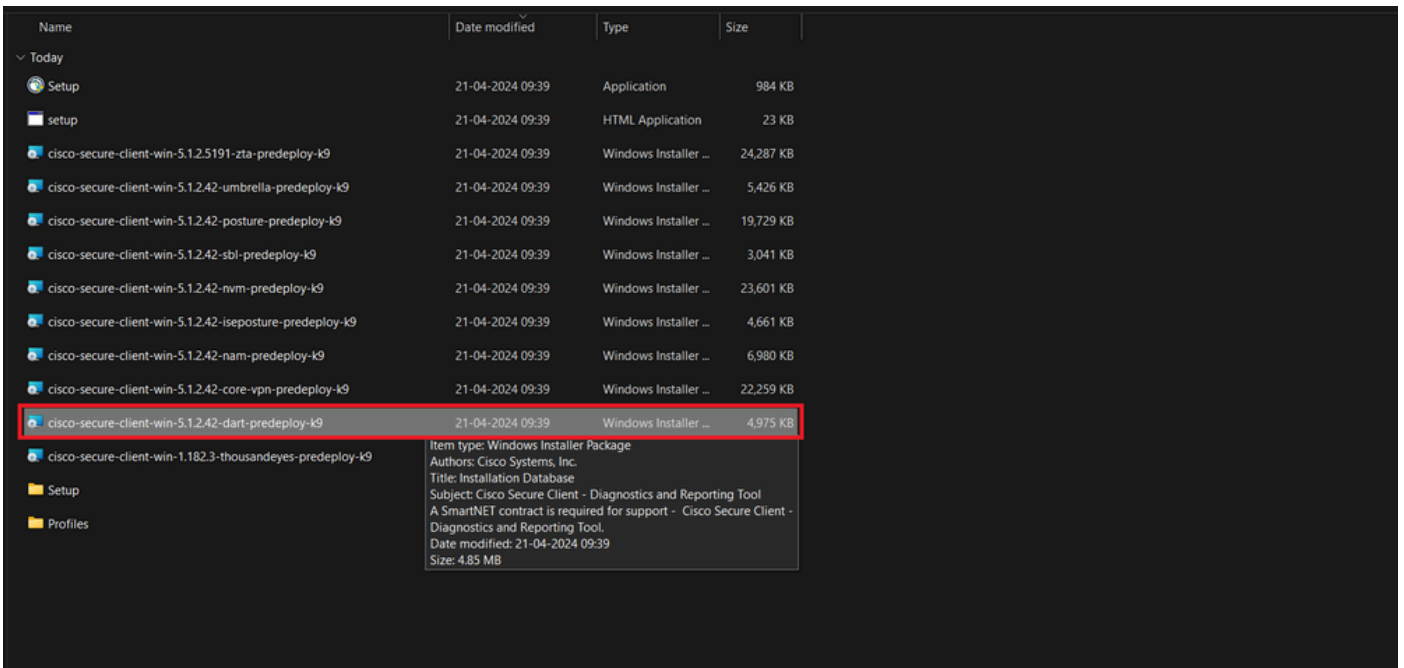 Name Date modified Type Size
Today
Setup 21-04-2024 09:39 Application 984 KB
setup 21-04-2024 09:39 HTML Application 23 KB
cisco-secure-client-win-5.1.2.5191-zta-predeploy-k9 21-04-2024 09:39 Windows Installer ... 24,287 KB
cisco-secure-client-win-5.1.2.42-umbrella-predeploy-k9 21-04-2024 09:39 Windows Installer ... 5,426 KB
cisco-secure-client-win-5.1.2.42-posture-predeploy-k9 21-04-2024 09:39 Windows Installer ... 19,729 KB
cisco-secure-client-win-5.1.2.42-sbl-predeploy-k9 21-04-2024 09:39 Windows Installer ... 3,041 KB
cisco-secure-client-win-5.1.2.42-nvm-predeploy-k9 21-04-2024 09:39 Windows Installer ... 23,601 KB
cisco-secure-client-win-5.1.2.42-iseposture-predeploy-k9 21-04-2024 09:39 Windows Installer ... 4,661 KB
cisco-secure-client-win-5.1.2.42-nam-predeploy-k9 21-04-2024 09:39 Windows Installer ... 6,980 KB
cisco-secure-client-win-5.1.2.42-core-vpn-predeploy-k9 21-04-2024 09:39 Windows Installer ... 22,259 KB
cisco-secure-client-win-5.1.2.42-dart-predeploy-k9 21-04-2024 09:39 Windows Installer ... 4,975 KB
cisco-secure-client-win-1.182.3-thousandeyes-predeploy-k9
Setup
Profiles
Item type: Windows Installer Package
Authors: Cisco Systems, Inc.
Title: Installation Database
Subject: Cisco Secure Client - Diagnostics and Reporting Tool
A SmartNET contract is required for support - Cisco Secure Client -
Diagnostics and Reporting Tool.
Date modified: 21-04-2024 09:39
Size: 4.85 MB